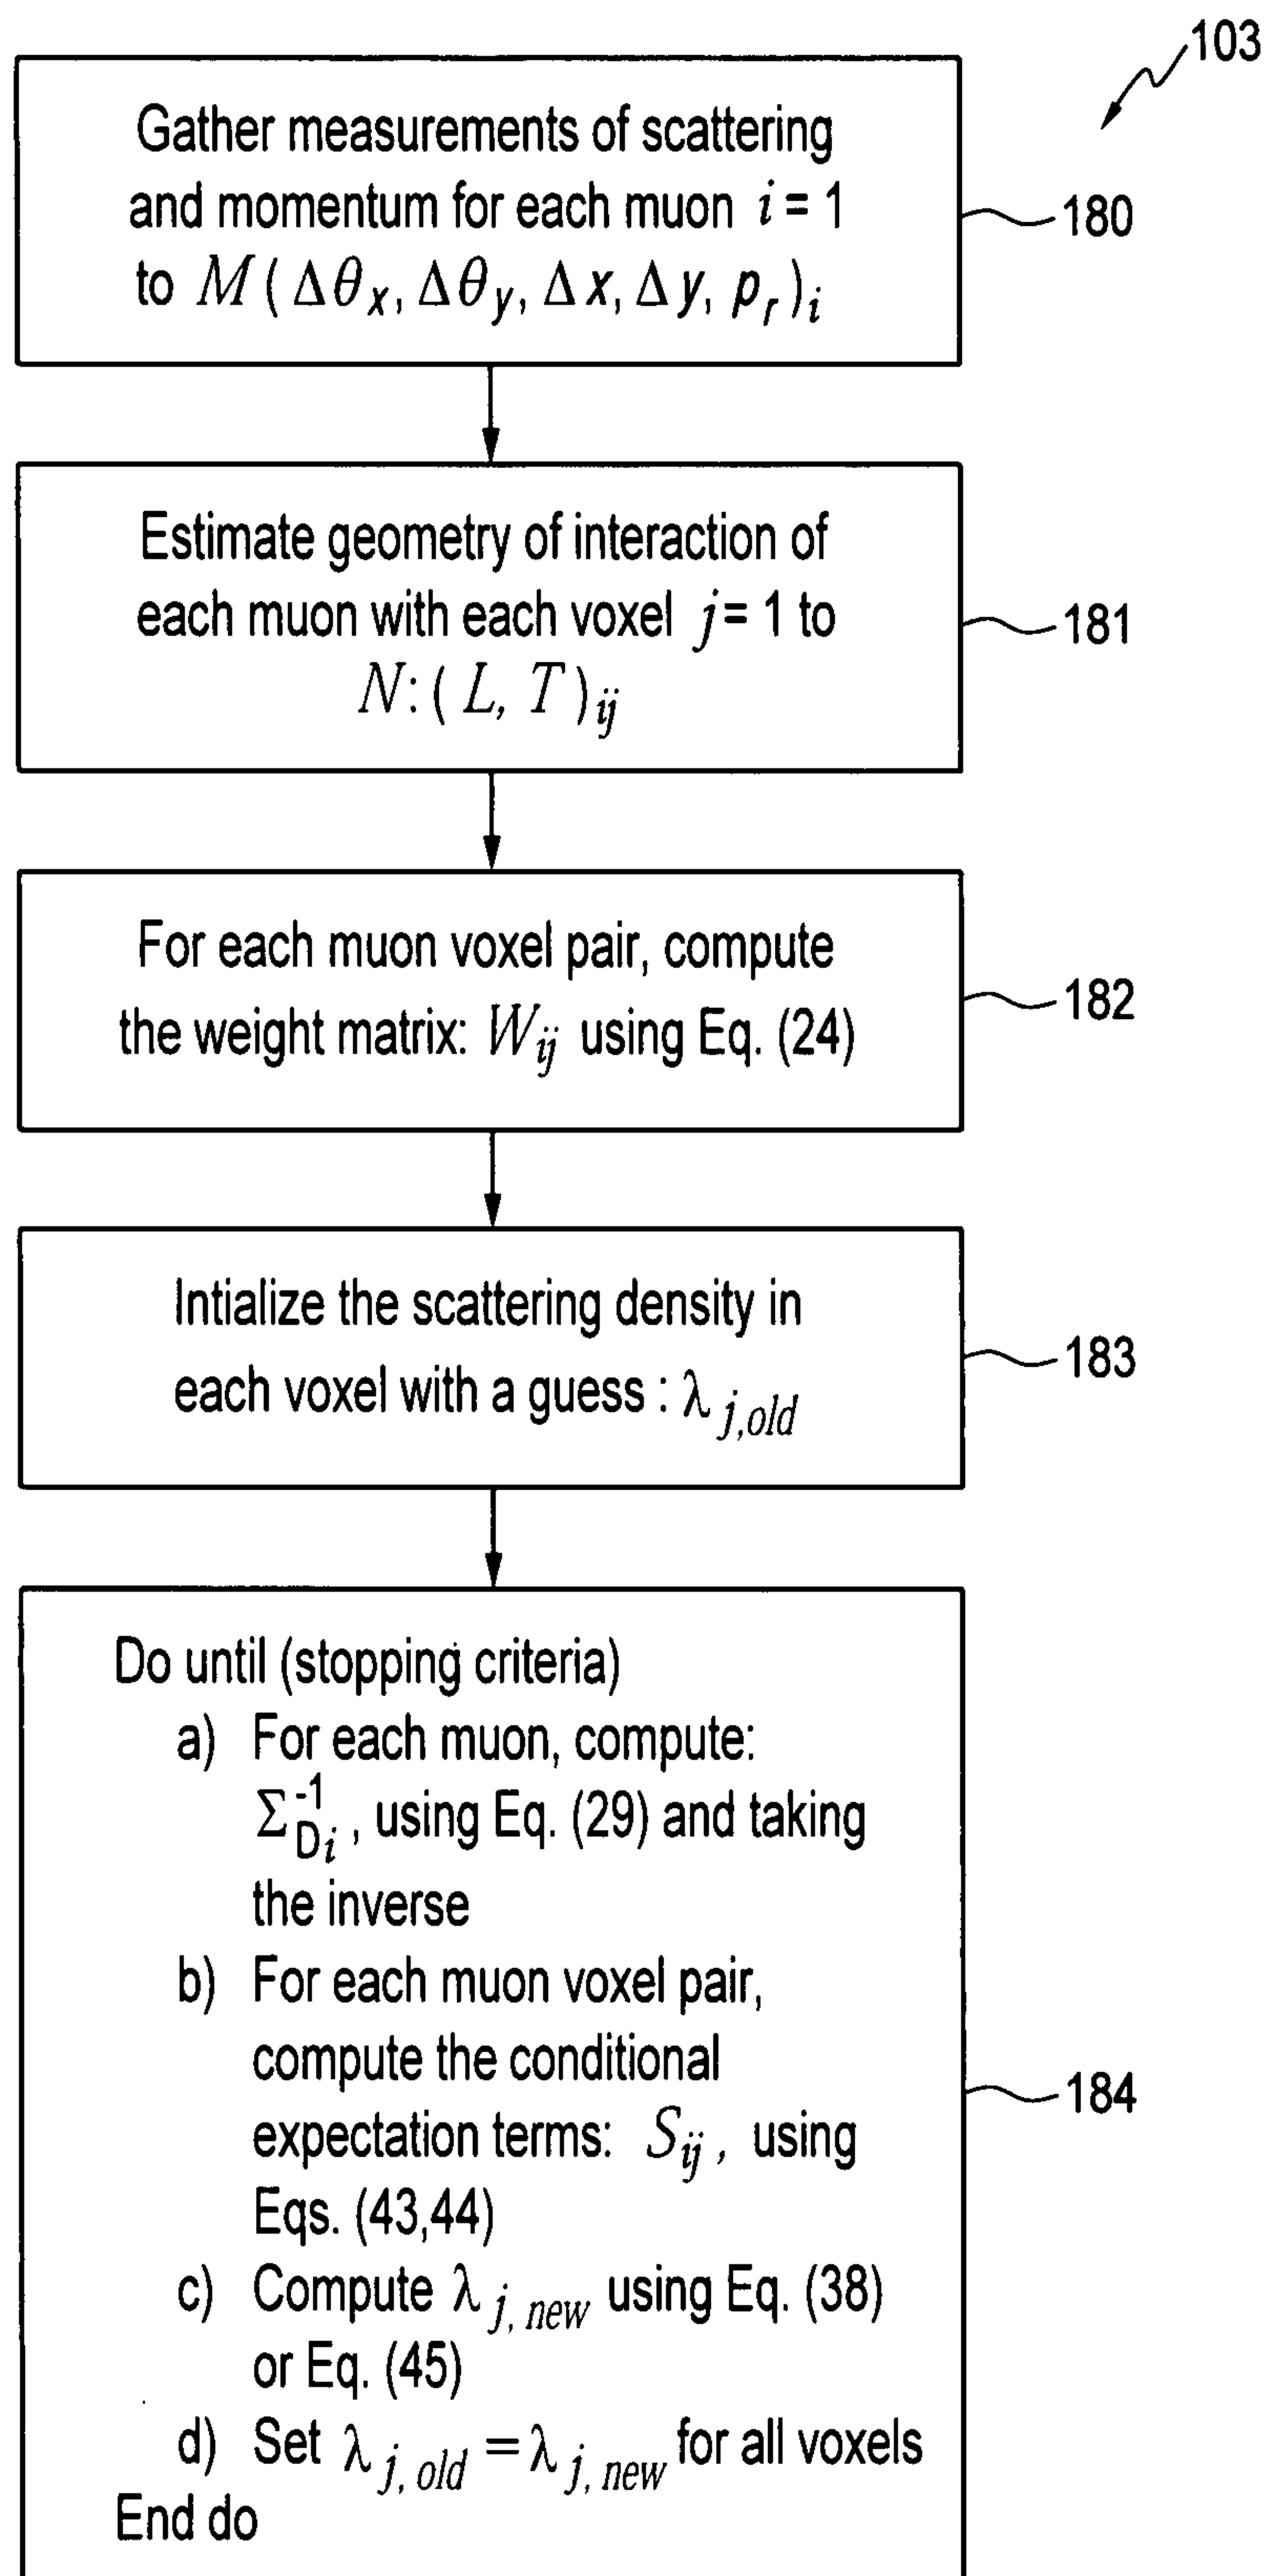 103
Gather measurements of scattering
and momentum for each muon i = 1
to M ( Δθx, Δθy, Δx, Δy, pr)i
180
Estimate geometry of interaction of
each muon with each voxel j = 1 to
N: ( L, T )ij
181
For each muon voxel pair, compute
the weight matrix: Wij using Eq. (24)
182
Intialize the scattering density in
each voxel with a guess : λj,old
183
Do until (stopping criteria)
a) For each muon, compute:
Σ-1Di , using Eq. (29) and taking
the inverse
b) For each muon voxel pair,
compute the conditional
expectation terms: Sij , using
Eqs. (43,44)
c) Compute λj, new using Eq. (38)
or Eq. (45)
d) Set λj, old = λj, new for all voxels
End do
184